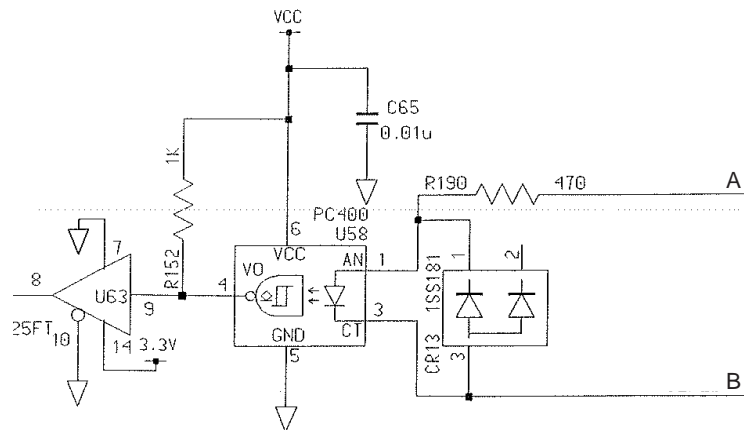 VCC
C65
0.01u
1K
R152
R190
470
A
PC400
U58
6
VCC
AN
1
1
2
1SS181
7
8
U63
9
4
VO
3
CT
GND
5
25FT
10
14
3.3V
CR13
3
B